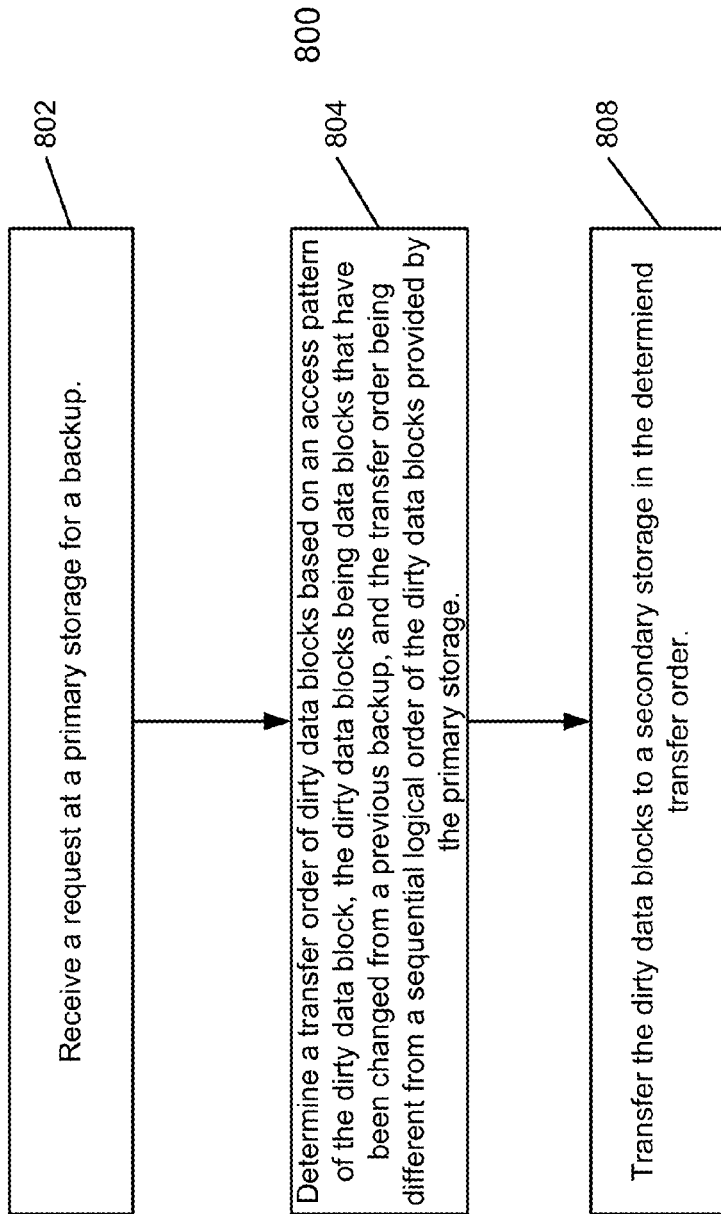 800
802
Receive a request at a primary storage for a backup.
804
Determine a transfer order of dirty data blocks based on an access pattern
of the dirty data block, the dirty data blocks being data blocks that have
been changed from a previous backup, and the transfer order being
different from a sequential logical order of the dirty data blocks provided by
the primary storage.
808
Transfer the dirty data blocks to a secondary storage in the determiend
transfer order.